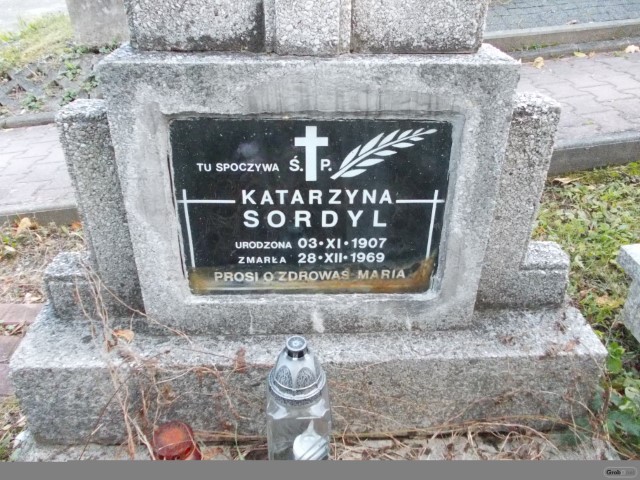 TU SPOCZYWA Ś. P.
KATARZYNA
SORDYL
URODZONA 03·XI·1907
ZMARŁA 28·XII·1969
PROSI O ZDROWAŚ MARIA